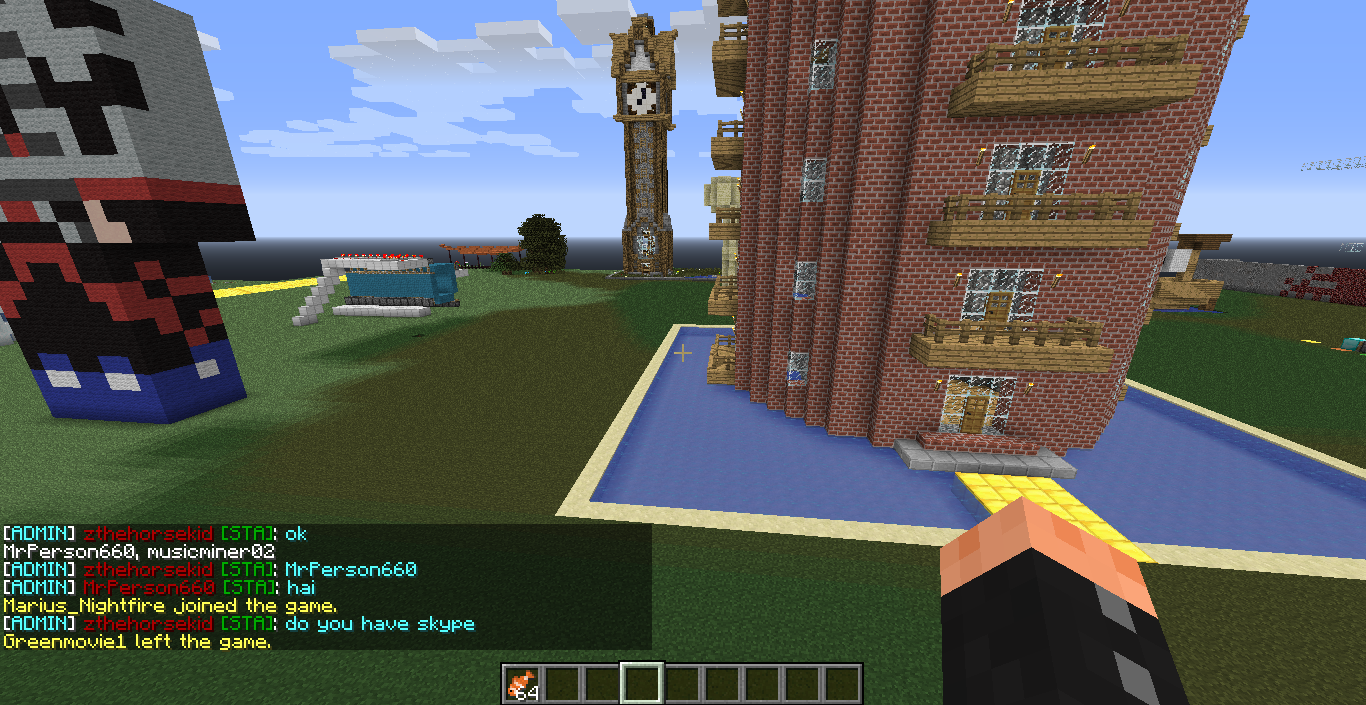 [ADMIN] zthehorsekid [STA]: ok
MrPerson660, musicminer02
[ADMIN] zthehorsekid [STA]: MrPerson660
[ADMIN] MrPerson660 [STA]: hai
Marius_Nightfire joined the game.
[ADMIN] zthehorsekid [STA]: do you have skype
Greenmovie1 left the game.
64